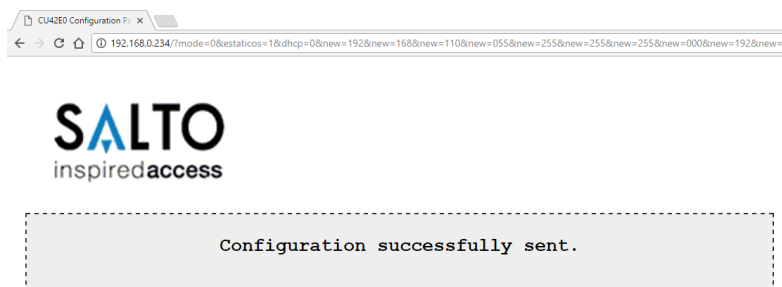 CU42E0 Configuration Pa
192.168.0.234/?mode=0&estaticos=1&dhcp=0&new=192&new=168&new=110&new=055&new=255&new=255&new=255&new=000&new=192&new=
SALTO
inspiredaccess
Configuration successfully sent.